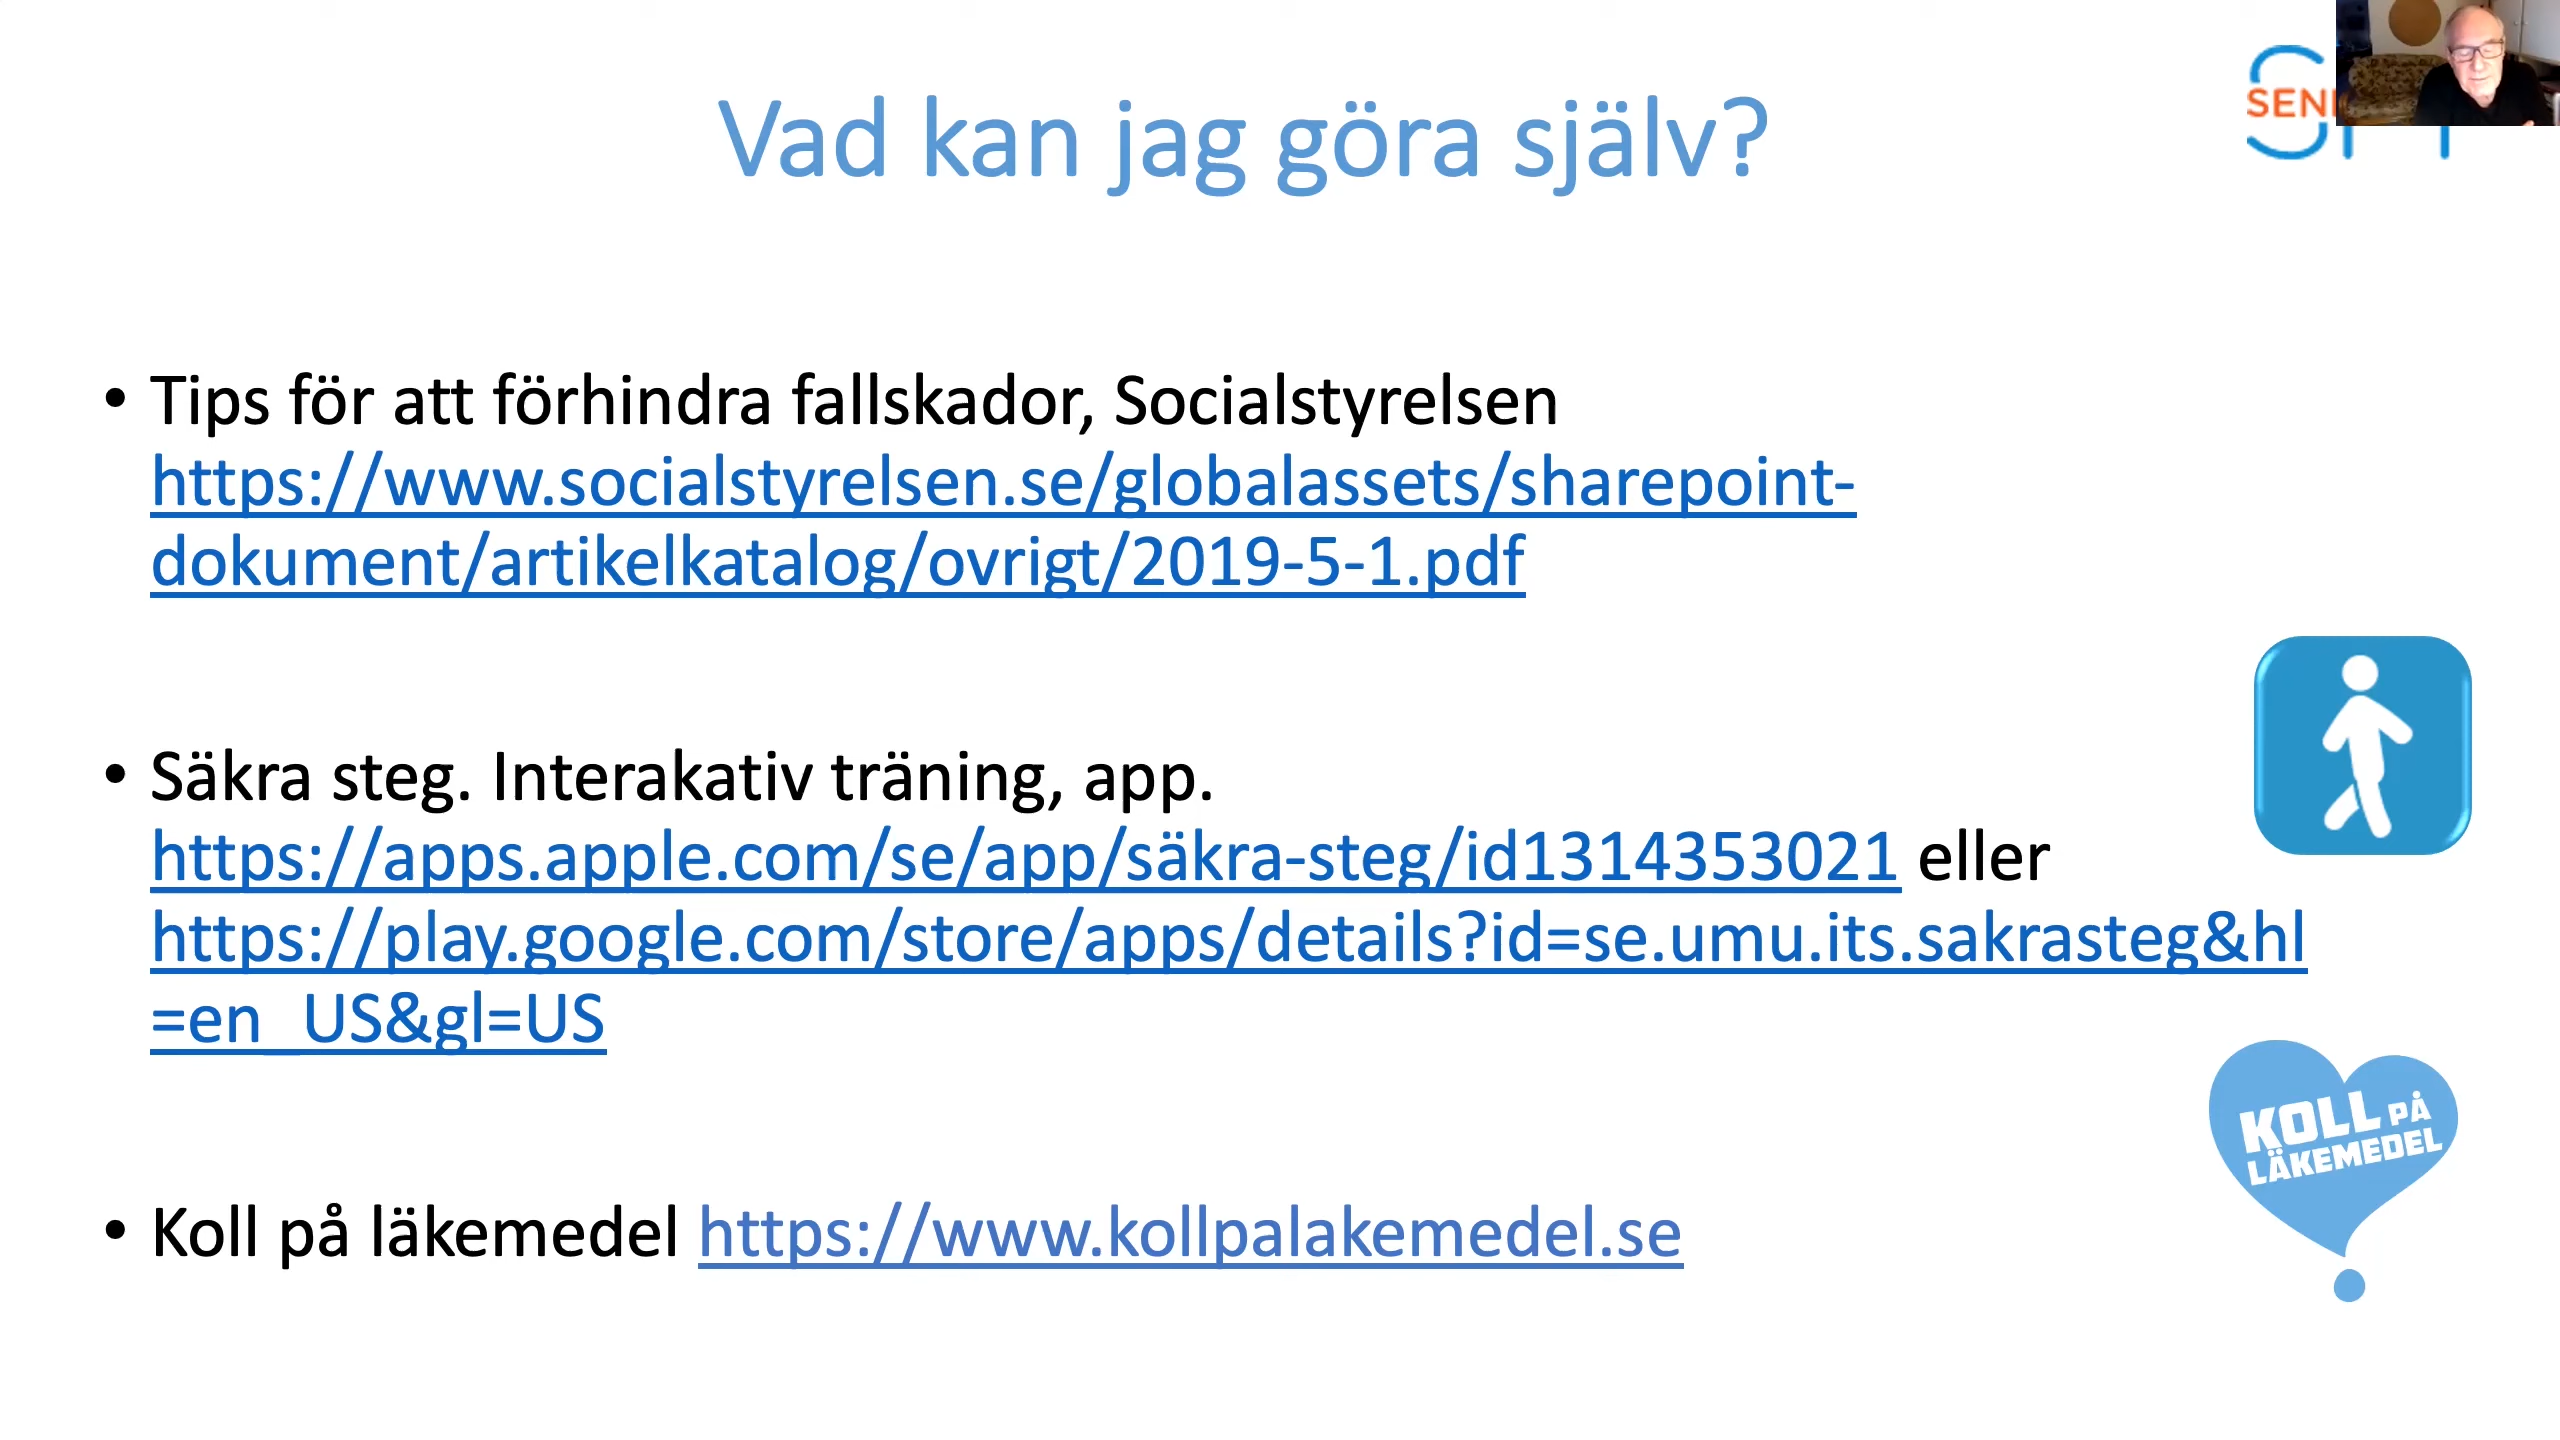 Vad kan jag göra själv?
SENI
• Tips för att förhindra fallskador, Socialstyrelsen
https://www.socialstyrelsen.se/globalassets/sharepoint-
dokument/artikelkatalog/ovrigt/2019-5-1.pdf
• Säkra steg. Interakativ träning, app.
https://apps.apple.com/se/app/säkra-steg/id1314353021 eller
https://play.google.com/store/apps/details?id=se.umu.its.sakrasteg&hl
=en_US&gl=US
KOLL PÅ
LÄKEMEDEL
• Koll på läkemedel https://www.kollpalakemedel.se